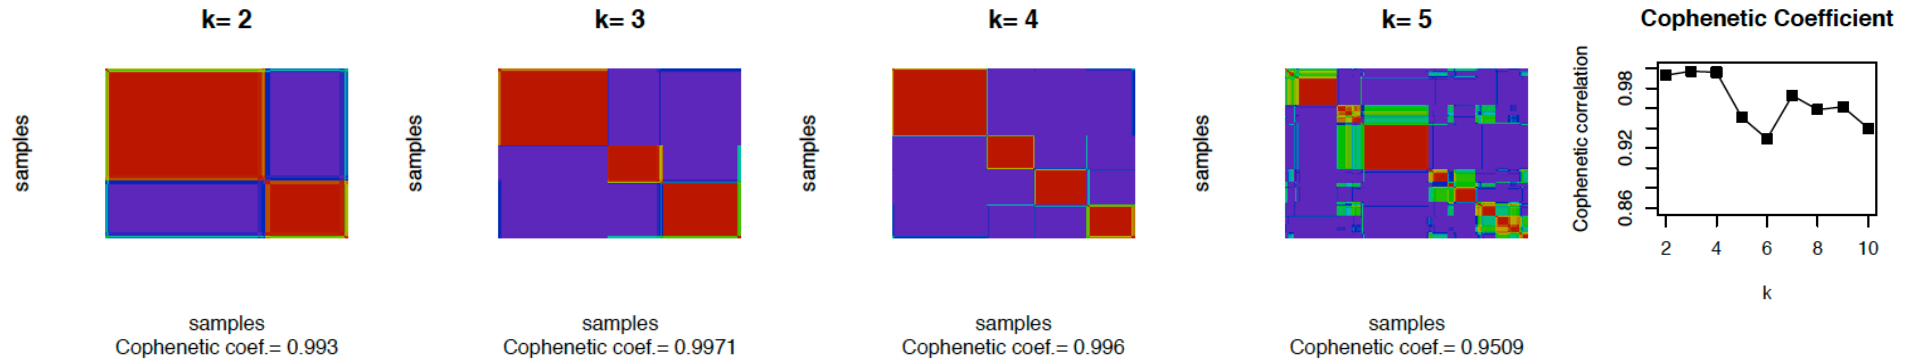 k= 2
samples
samples
Cophenetic coef.= 0.993
k= 3
samples
samples
Cophenetic coef.= 0.9971
k= 4
samples
samples
Cophenetic coef.= 0.996
k= 5
samples
samples
Cophenetic coef.= 0.9509
Cophenetic Coefficient
Cophenetic correlation
0.98
0.92
0.86
2 4 6 8 10
k